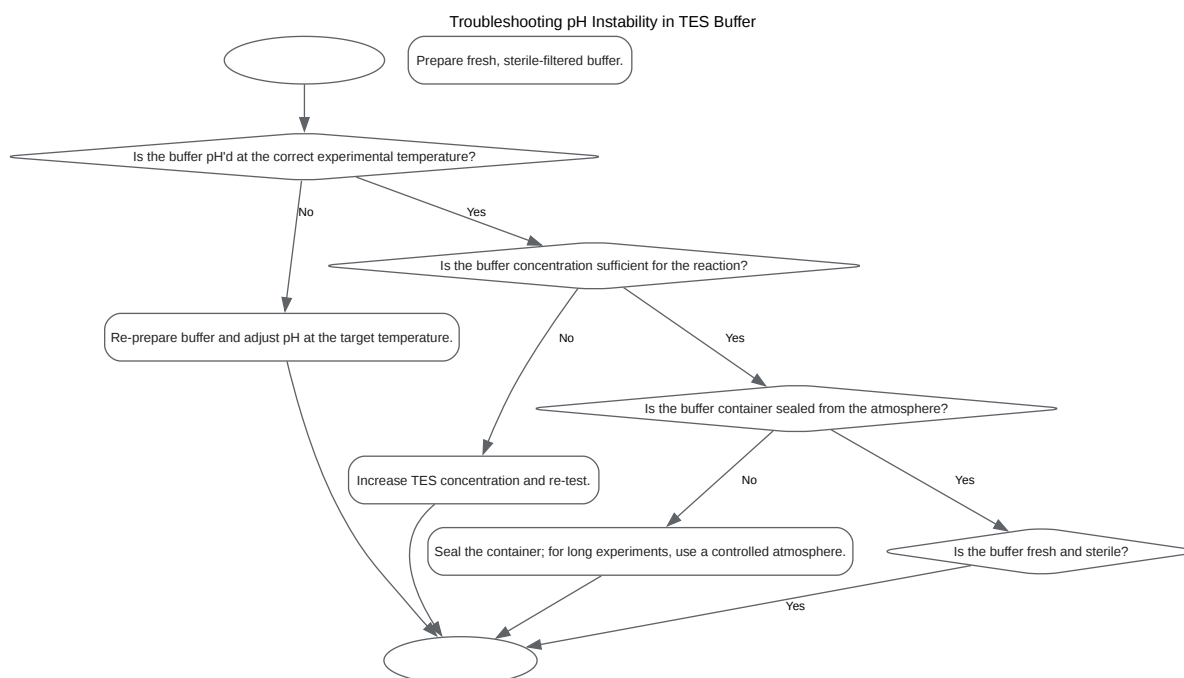 Troubleshooting pH Instability in TES Buffer
Prepare fresh, sterile-filtered buffer.
Is the buffer pH'd at the correct experimental temperature?
No
Yes
Is the buffer concentration sufficient for the reaction?
Re-prepare buffer and adjust pH at the target temperature.
No
Yes
Is the buffer container sealed from the atmosphere?
Increase TES concentration and re-test.
No
Yes
Seal the container; for long experiments, use a controlled atmosphere.
Is the buffer fresh and sterile?
Yes